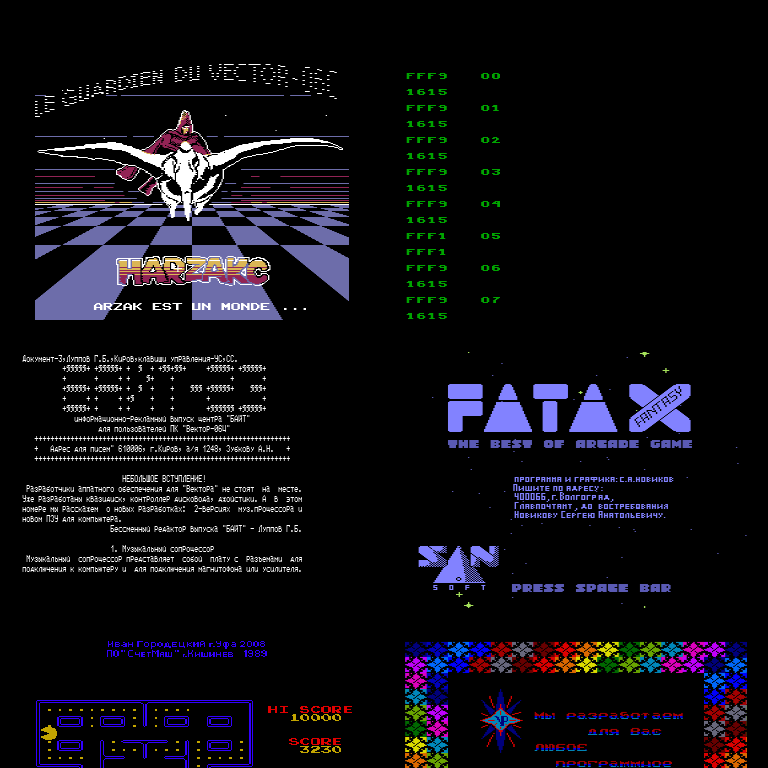 LE GUARDIEN DU VECTOR-06C
HARZAKC
ARZAK EST UN MONDE ...
FFF9 00
1615
FFF9 01
1615
FFF9 02
1615
FFF9 03
1615
FFF9 04
1615
FFF1 05
FFF1
FFF9 06
1615
FFF9 07
1615
Документ-3,Луппов Г.Б.,Киров,клавиши управления-УС,СС.
информационно-Рекламный выпуск центра "БАЙТ"
для пользователей ПК "Вектор-06Ц"
+ Адрес для писем" 610006, г.Киров, а/я 1248, Зубкову А.Н. +
НЕБОЛЬШОЕ ВСТУПЛЕНИЕ!
Разработчики аппатного обеспечения для "Вектора" не стоят на месте.
Уже Разработаны квазидиск, контроллер дисковода, джойстики. А в этом
номере мы Расскажем о новых Разработках: 2-версиях муз.пРоцессоРа и
новом ПЗУ для компьютеРа.
Бессменный Редактор выпуска "БАЙТ" - Луппов Г.Б.
1. Музыкальный сопРоцессоР
Музыкальный сопРоцессоР пРедставляет собой плату с Разъемами для
подключения к компьютеРу и для подключения магнитофона или усилителя.
FATAX
FANTASY
THE BEST OF ARCADE GAME
ПРОГРАММА И ГРАФИКА:С.А.НОВИКОВ
ПИШИТЕ ПО АДРЕСУ:
400066,Г.ВОЛГОГРАД,
ГЛАВПОЧТАМТ, ДО ВОСТРЕБОВАНИЯ
НОВИКОВУ СЕРГЕЮ АНАТОЛЬЕВИЧУ.
SAN
SOFT
PRESS SPACE BAR
Иван Городецкий г.Уфа 2006
ПО"СчетМаш",Кишинев 1989
HI SCORE
10000
SCORE
3230
Мы разработаем
для Вас
ЛЮБОЕ
программное